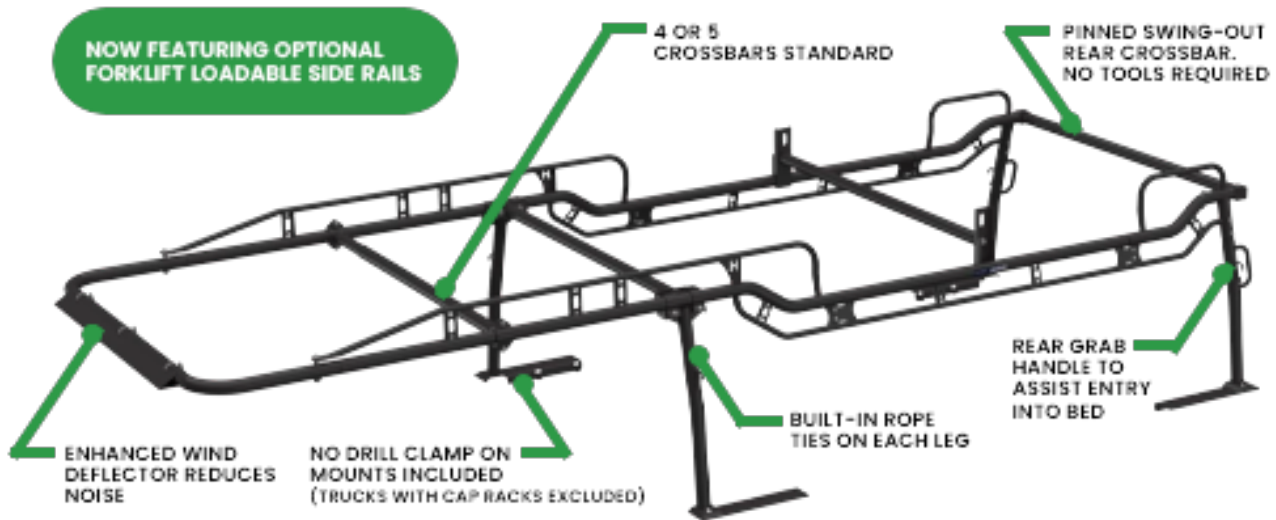 NOW FEATURING OPTIONAL
FORKLIFT LOADABLE SIDE RAILS
4 OR 5
CROSSBARS STANDARD
PINNED SWING-OUT
REAR CROSSBAR.
NO TOOLS REQUIRED
REAR GRAB
HANDLE TO
ASSIST ENTRY
INTO BED
BUILT-IN ROPE
TIES ON EACH LEG
NO DRILL CLAMP ON
MOUNTS INCLUDED
(TRUCKS WITH CAP RACKS EXCLUDED)
ENHANCED WIND
DEFLECTOR REDUCES
NOISE